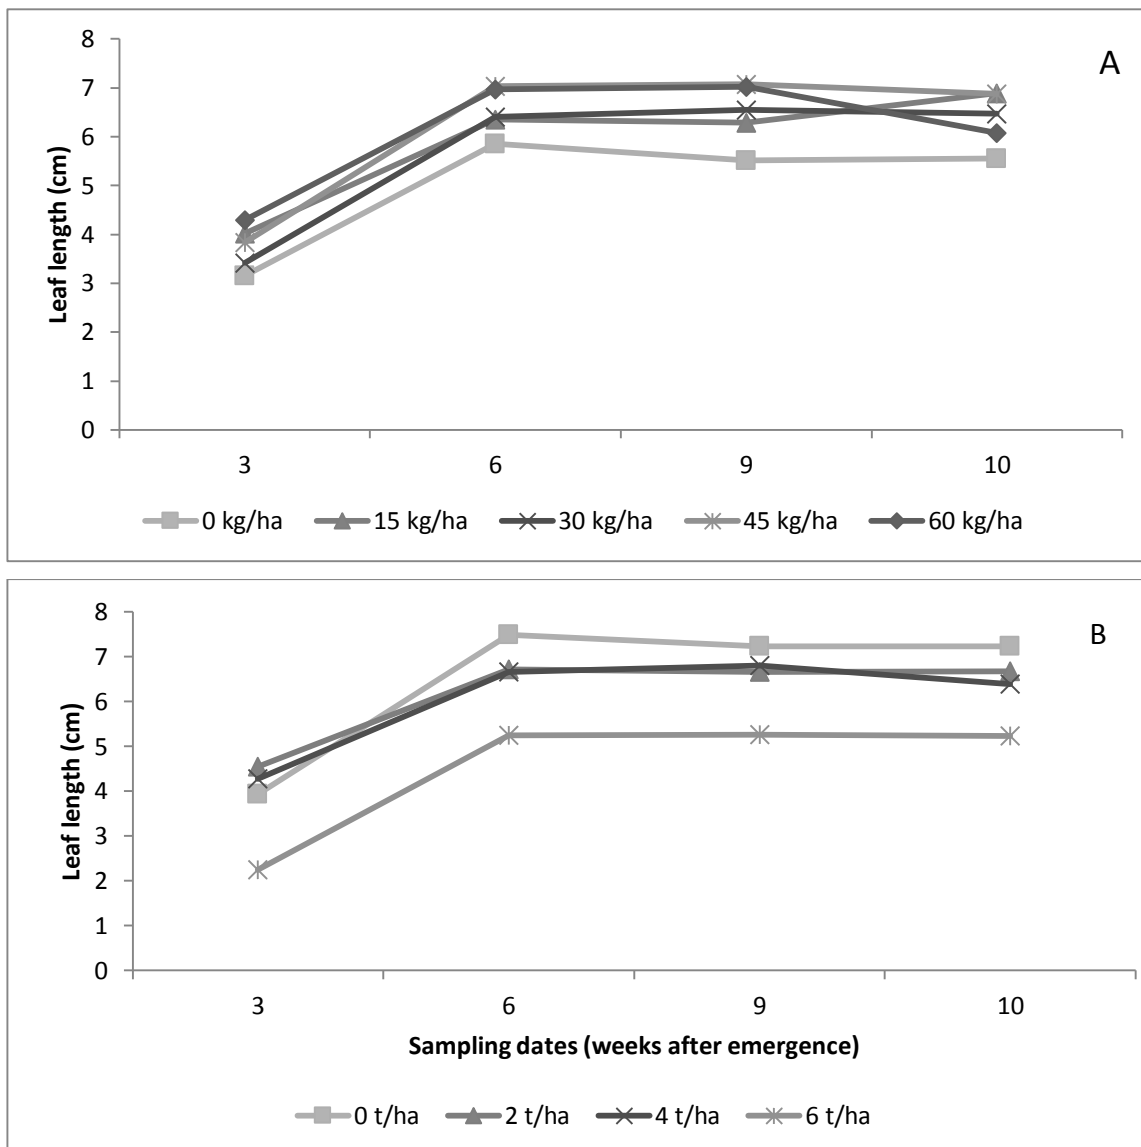 A
8
7
6
5
4
3
2
1
0
Leaf length (cm)
3 6 9 10
0 kg/ha 15 kg/ha 30 kg/ha 45 kg/ha 60 kg/ha
B
8
7
6
5
4
3
2
1
0
Leaf length (cm)
3 6 9 10
Sampling dates (weeks after emergence)
0 t/ha 2 t/ha 4 t/ha 6 t/ha